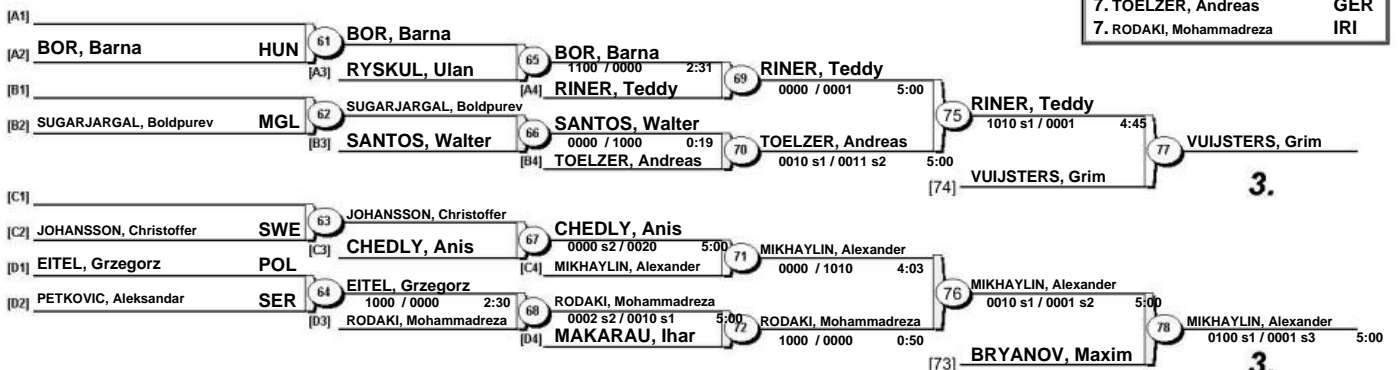 7. TOELZER, Andreas GER
7. RODAKI, Mohammadreza IRI
[A1]
[A2] BOR, Barna HUN
61
BOR, Barna
[A3] RYSKUL, Ulan
65
BOR, Barna
1100 / 0000 2:31
[A4] RINER, Teddy
69
RINER, Teddy
0000 / 0001 5:00
[B1]
[B2] SUGARJARGAL, Boldpurev MGL
62
SUGARJARGAL, Boldpurev
[B3] SANTOS, Walter
66
SANTOS, Walter
0000 / 1000 0:19
[B4] TOELZER, Andreas
70
TOELZER, Andreas
0010 s1 / 0011 s2 5:00
75
RINER, Teddy
1010 s1 / 0001 4:45
[74] VUIJSTERS, Grim
77
VUIJSTERS, Grim
3.
[C1]
[C2] JOHANSSON, Christoffer SWE
63
JOHANSSON, Christoffer
[C3] CHEDLY, Anis
67
CHEDLY, Anis
0000 s2 / 0020 5:00
[C4] MIKHAYLIN, Alexander
71
MIKHAYLIN, Alexander
0000 / 1010 4:03
[D1] EITEL, Grzegorz POL
[D2] PETKOVIC, Aleksandar SER
64
EITEL, Grzegorz
1000 / 0000 2:30
[D3] RODAKI, Mohammadreza
68
RODAKI, Mohammadreza
0002 s2 / 0010 s1 5:00
[D4] MAKARAU, Ihar
72
RODAKI, Mohammadreza
1000 / 0000 0:50
76
MIKHAYLIN, Alexander
0010 s1 / 0001 s2 5:00
[73] BRYANOV, Maxim
78
MIKHAYLIN, Alexander
0100 s1 / 0001 s3 5:00
3.